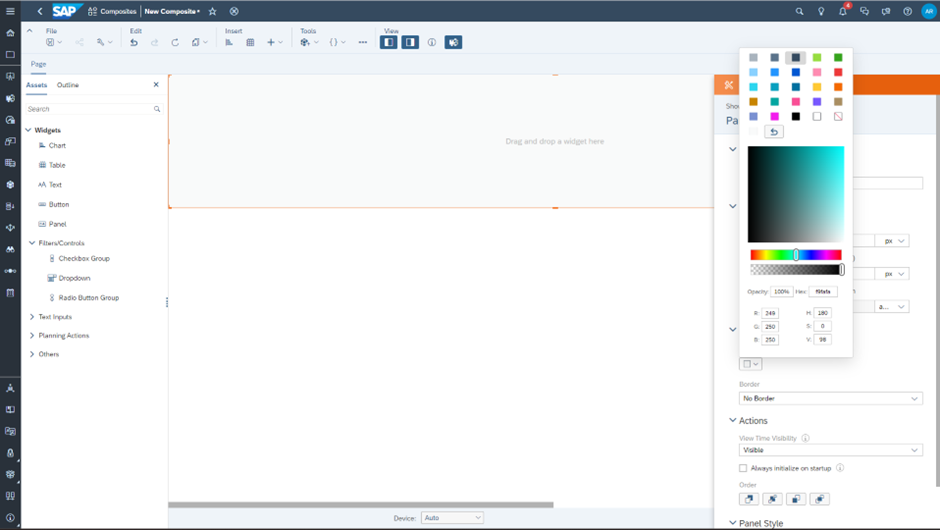 SAP Composites New Composite• 4 AR
File Edit Insert Tools View
Page
Assets Outline
Search
Widgets
Chart
Table
Text
Button
Panel
Filters/Controls
Checkbox Group
Dropdown
Radio Button Group
Text Inputs
Planning Actions
Others
Drag and drop a widget here
Device: Auto
Opacity: 100% Hex: f9fafa
R: 249 H: 180
G: 250 S: 0
B: 250 V: 98
Sho
Pa
px
)
px
n
a...
Border
No Border
Actions
View Time Visibility
Visible
Always initialize on startup
Order
Panel Style